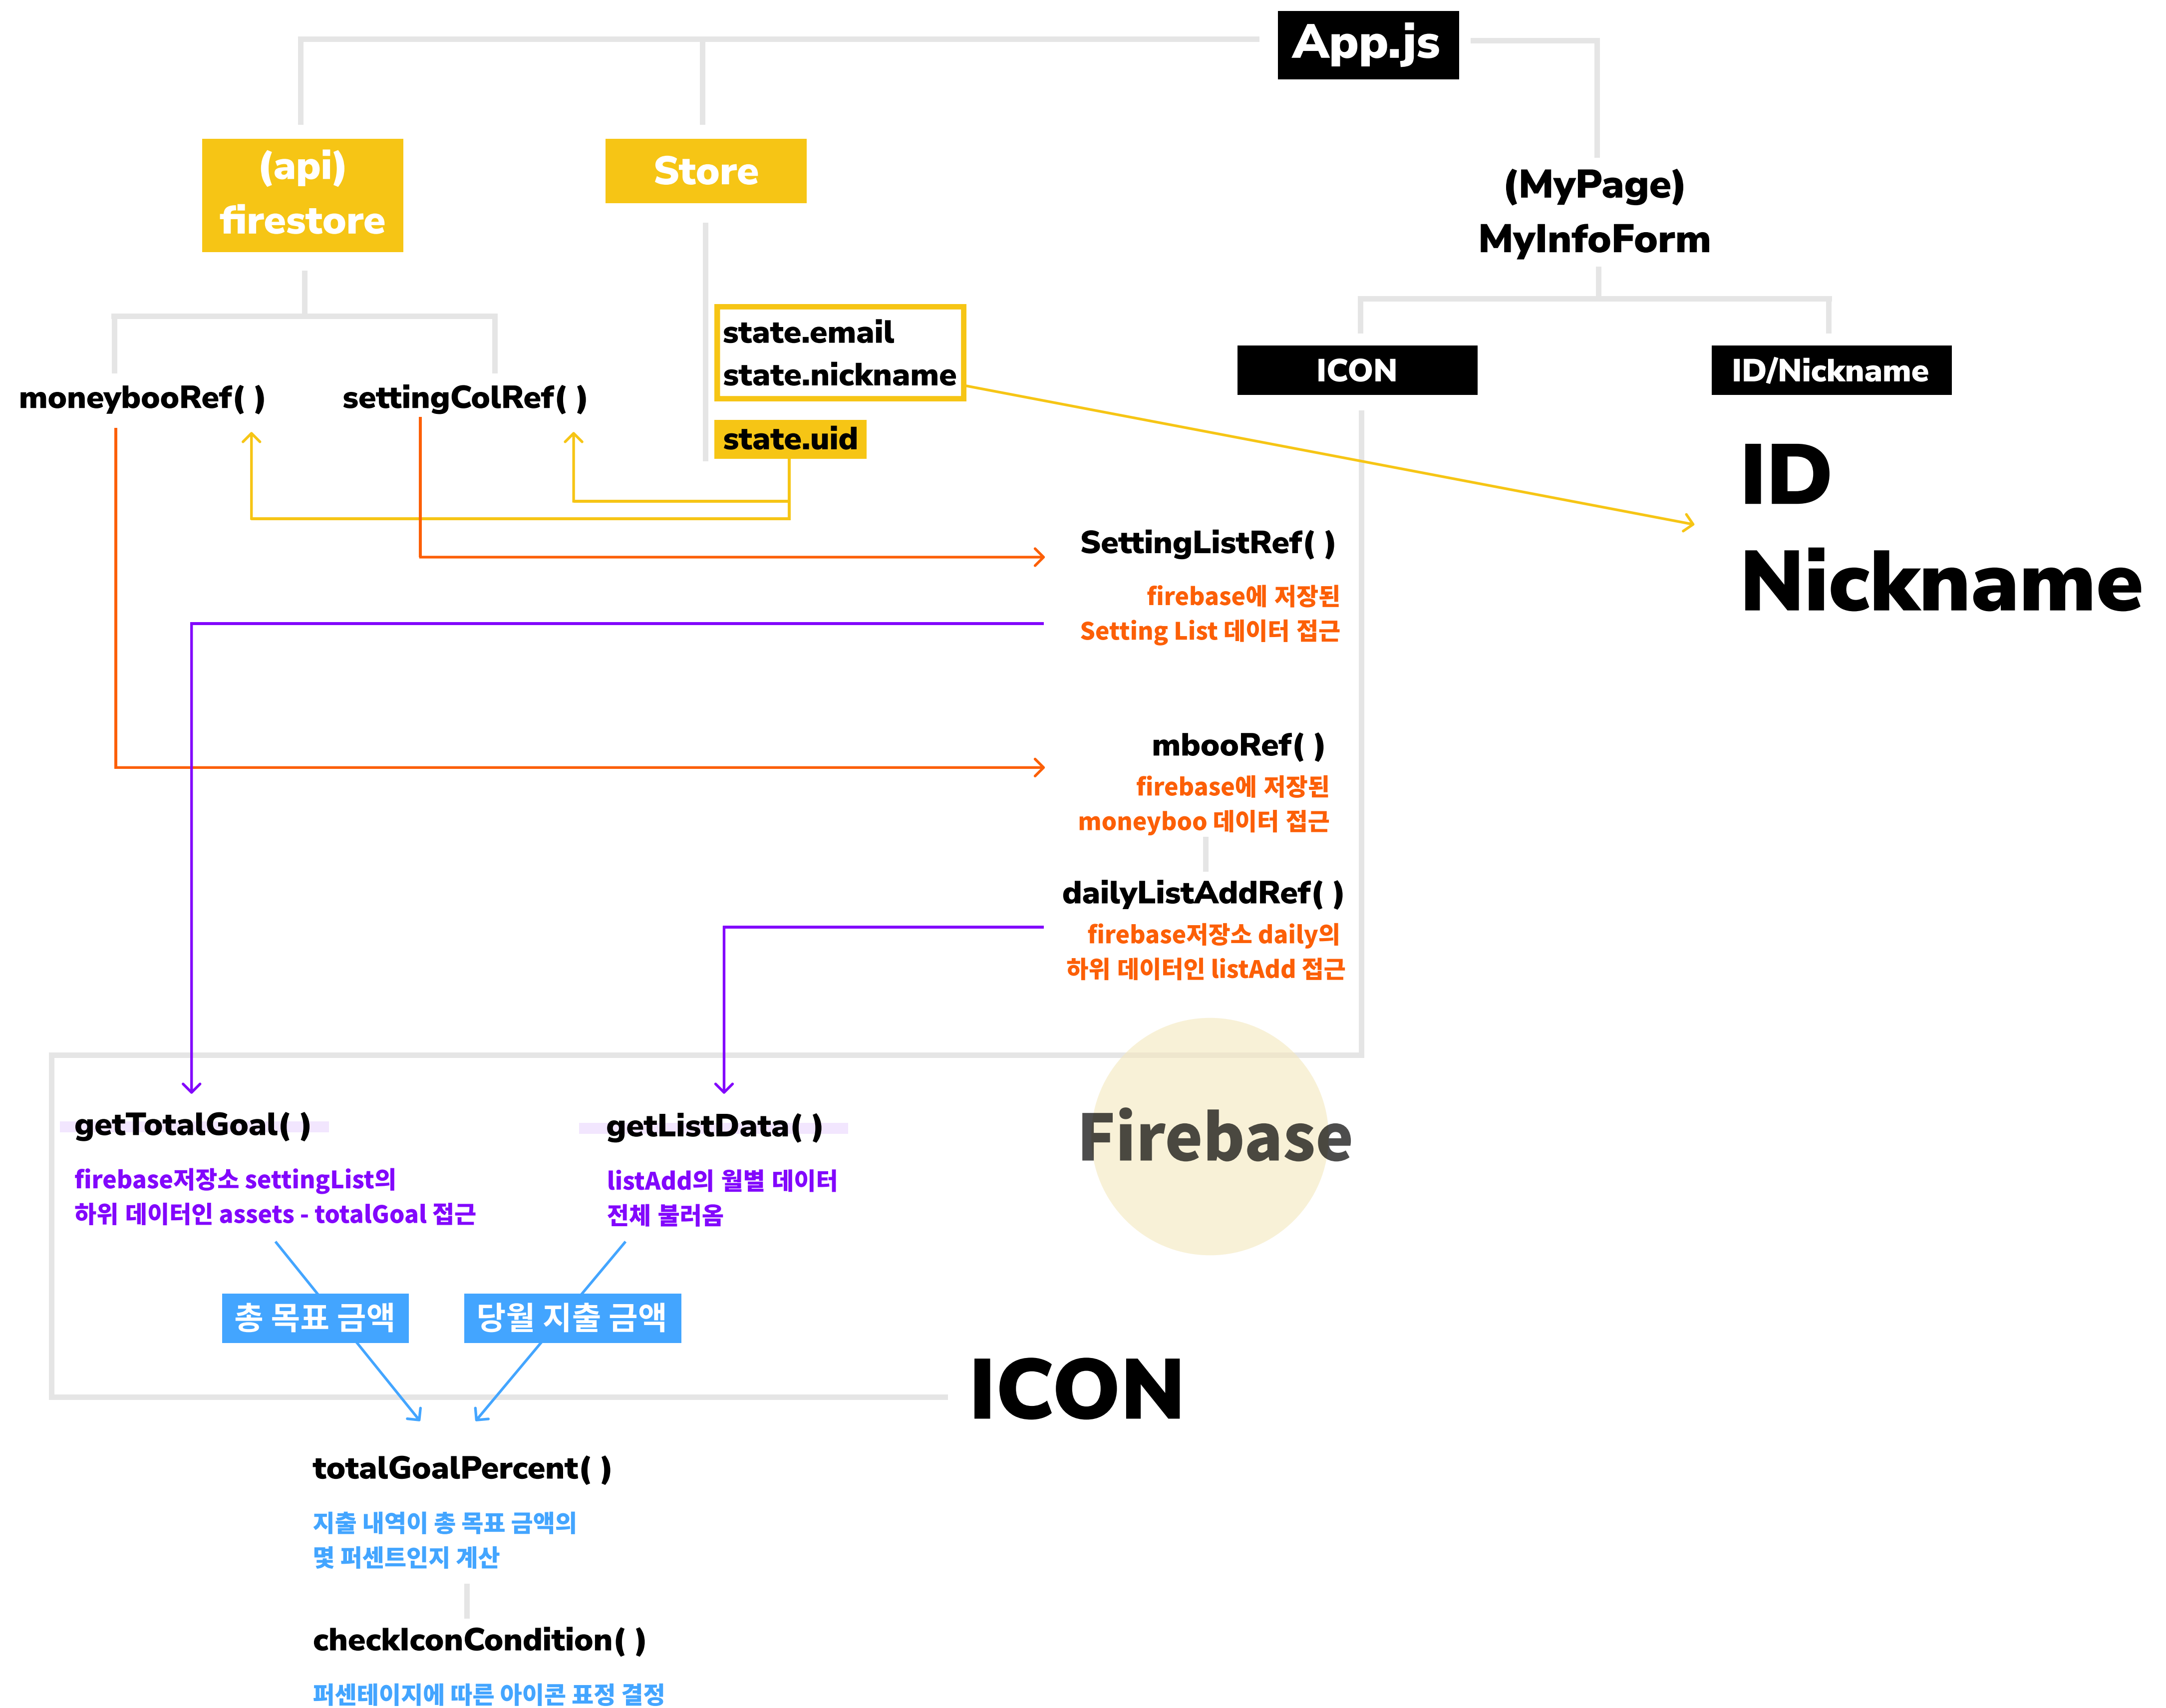 App.js
(api)
firestore
Store
(MyPage)
MyInfoForm
state.email
state.nickname
state.uid
ICON
ID/Nickname
moneybooRef( )
settingColRef( )
ID
Nickname
SettingListRef( )
firebase에 저장된
Setting List 데이터 접근
mbooRef( )
firebase에 저장된
moneyboo 데이터 접근
dailyListAddRef( )
firebase저장소 daily의
하위 데이터인 listAdd 접근
Firebase
getTotalGoal( )
firebase저장소 settingList의
하위 데이터인 assets - totalGoal 접근
getListData( )
listAdd의 월별 데이터
전체 불러옴
총 목표 금액
당월 지출 금액
ICON
totalGoalPercent( )
지출 내역이 총 목표 금액의
몇 퍼센트인지 계산
checkIconCondition( )
퍼센테이지에 따른 아이콘 표정 결정